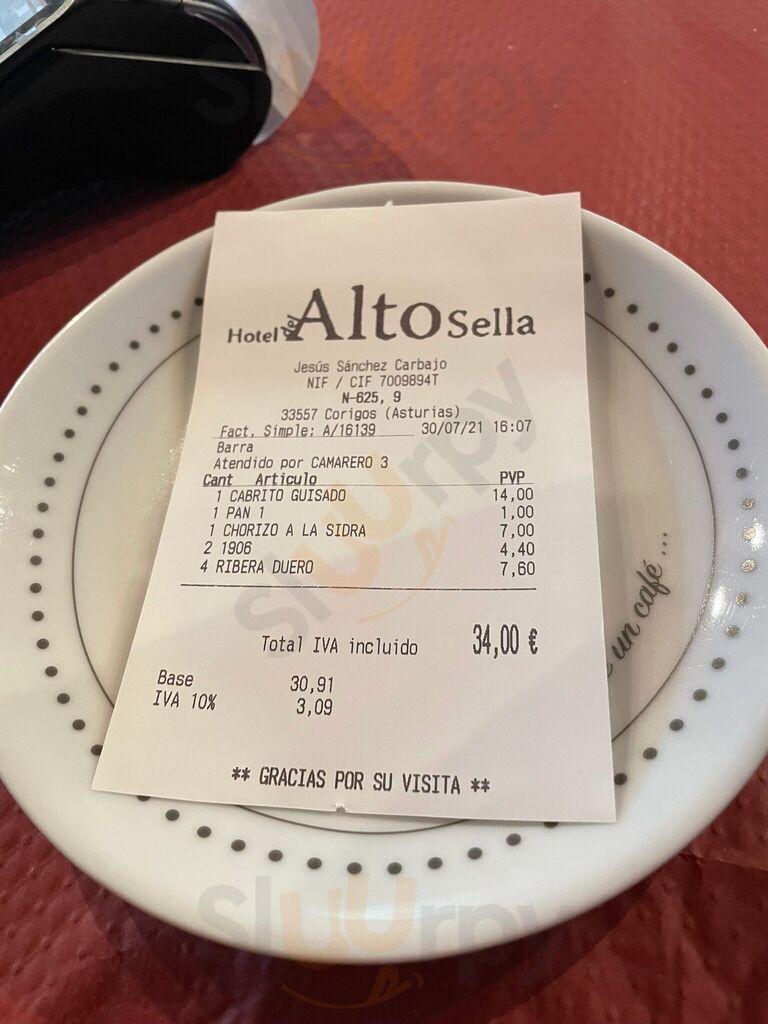 Hotel del Alto Sella
Jesús Sánchez Carbajo
NIF / CIF 7009894T
N-625, 9
33557 Corigos (Asturias)
Fact. Simple: A/16139 30/07/21 16:07
Barra
Atendido por CAMARERO 3
Cant Articulo PVP
1 CABRITO GUISADO 14,00
1 PAN 1 1,00
1 CHORIZO A LA SIDRA 7,00
2 1906 4,40
4 RIBERA DUERO 7,60
Total IVA incluido 34,00 €
Base 30,91
IVA 10% 3,09
** GRACIAS POR SU VISITA **
un café ...
Sluurpy
Sluurpy
Sluurpy